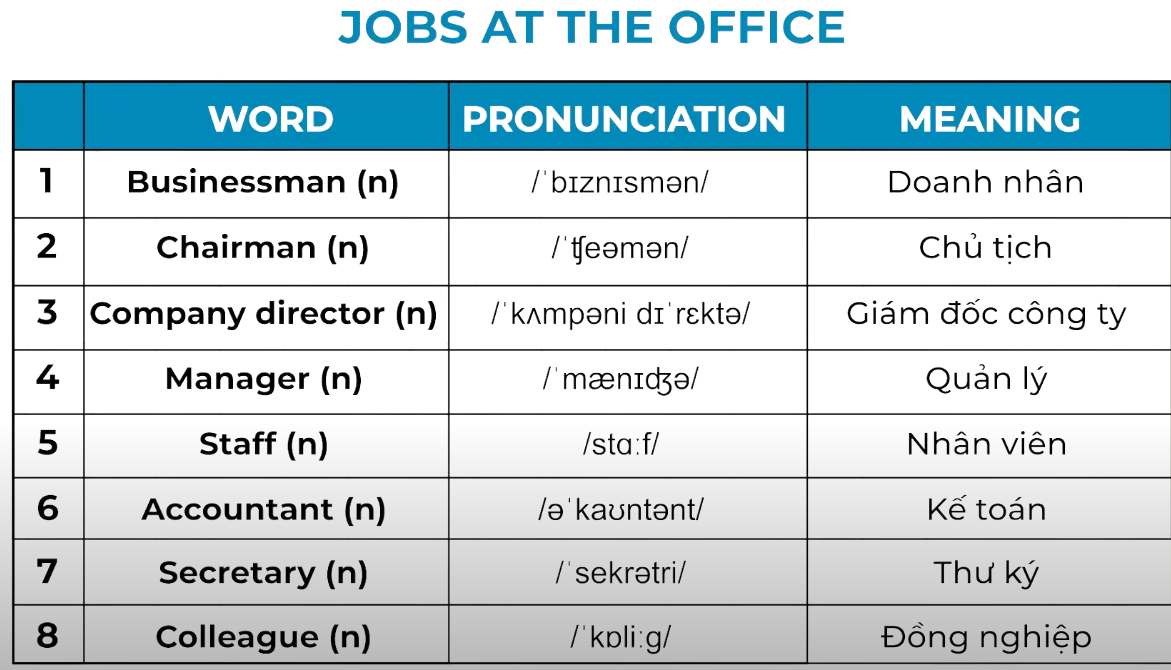 JOBS AT THE OFFICE
WORD PRONUNCIATION MEANING
1 Businessman (n) /ˈbɪznɪsmən/ Doanh nhân
2 Chairman (n) /ˈʧeəmən/ Chủ tịch
3 Company director (n) /ˈkʌmpəni dɪˈrɛktə/ Giám đốc công ty
4 Manager (n) /ˈmænɪʤə/ Quản lý
5 Staff (n) /stɑːf/ Nhân viên
6 Accountant (n) /əˈkaʊntənt/ Kế toán
7 Secretary (n) /ˈsekrətri/ Thư ký
8 Colleague (n) /ˈkɒliːg/ Đồng nghiệp